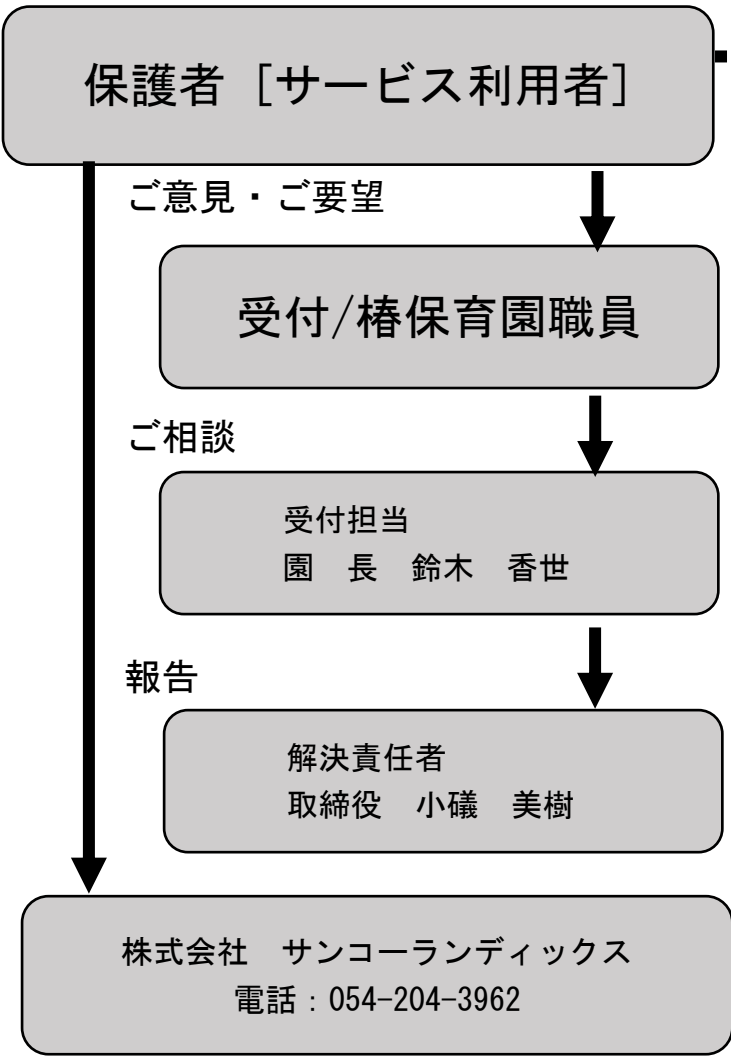 保護者［サービス利用者］
ご意見・ご要望
受付/椿保育園職員
ご相談
受付担当
園　長　鈴木　香世
報告
解決責任者
取締役　小礒　美樹
株式会社　サンコーランディックス
電話：054-204-3962